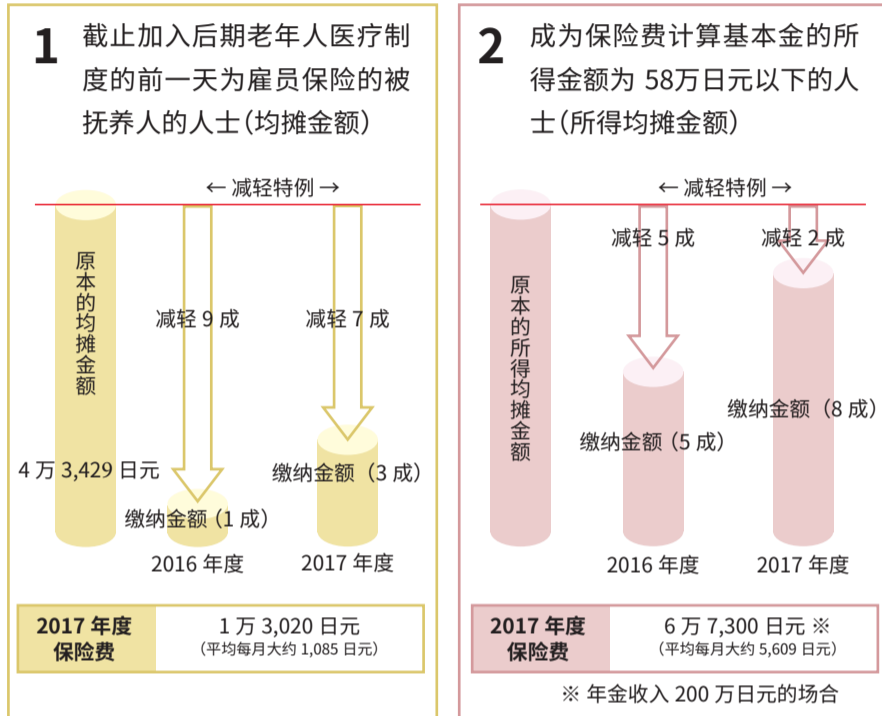 1
截止加入后期老年人医疗制
度的前一天为雇员保险的被
抚养人的人士（均摊金额）
← 减轻特例 →
原本的均摊金额
减轻 9 成
减轻 7 成
4 万 3,429 日元
缴纳金额（1 成）
缴纳金额（3 成）
2016 年度
2017 年度
2017 年度
保险费
1 万 3,020 日元
（平均每月大约 1,085 日元）
2
成为保险费计算基本金的所
得金额为 58万日元以下的人
士（所得均摊金额）
← 减轻特例 →
原本的所得均摊金额
减轻 5 成
减轻 2 成
缴纳金额（5 成）
缴纳金额（8 成）
2016 年度
2017 年度
2017 年度
保险费
6 万 7,300 日元 ※
（平均每月大约 5,609 日元）
※ 年金收入 200 万日元的场合